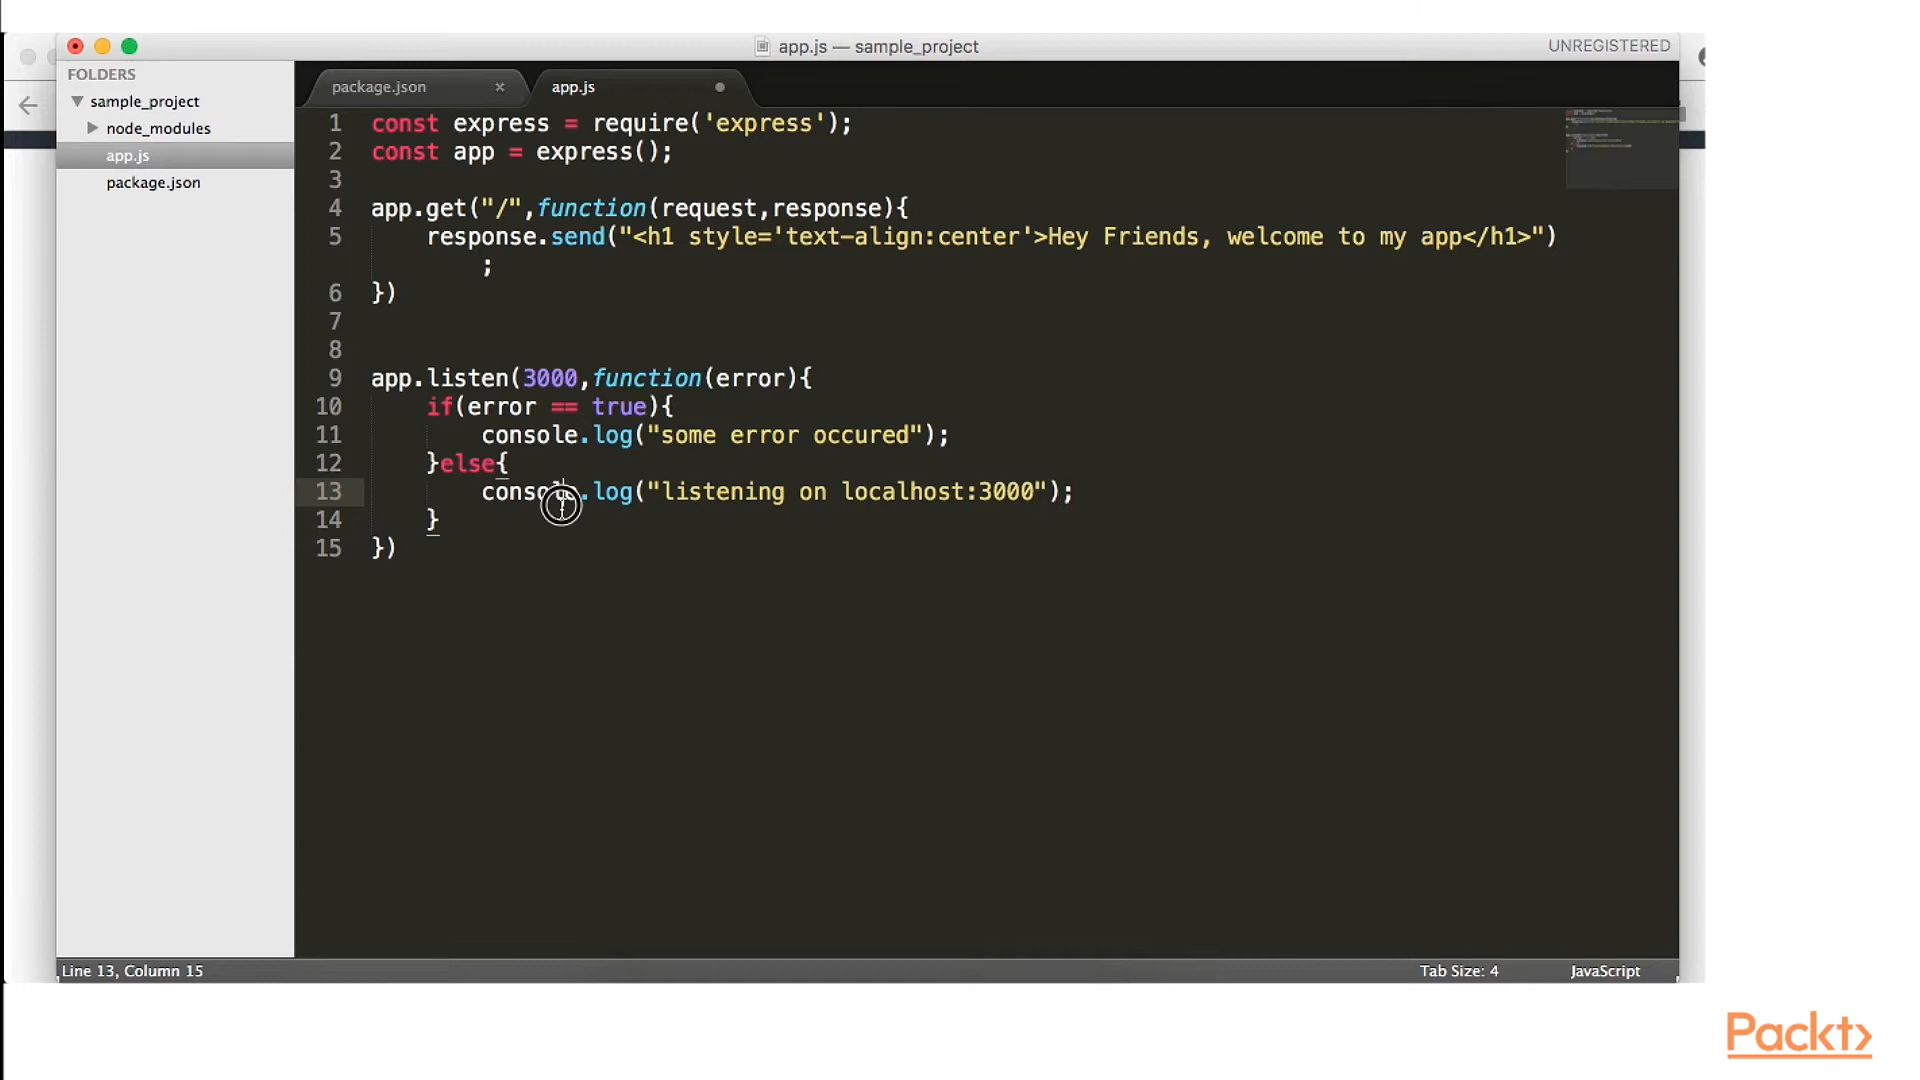 app.js — sample_project
UNREGISTERED
FOLDERS
sample_project
node_modules
app.js
package.json
package.json ×
app.js
1 const express = require('express');
2 const app = express();
3
4 app.get("/",function(request,response){
5 response.send("<h1 style='text-align:center'>Hey Friends, welcome to my app</h1>")
;
6 })
7
8
9 app.listen(3000,function(error){
10 if(error == true){
11 console.log("some error occured");
12 }else{
13 console.log("listening on localhost:3000");
14 }
15 })
Line 13, Column 15
Tab Size: 4
JavaScript
Packt>